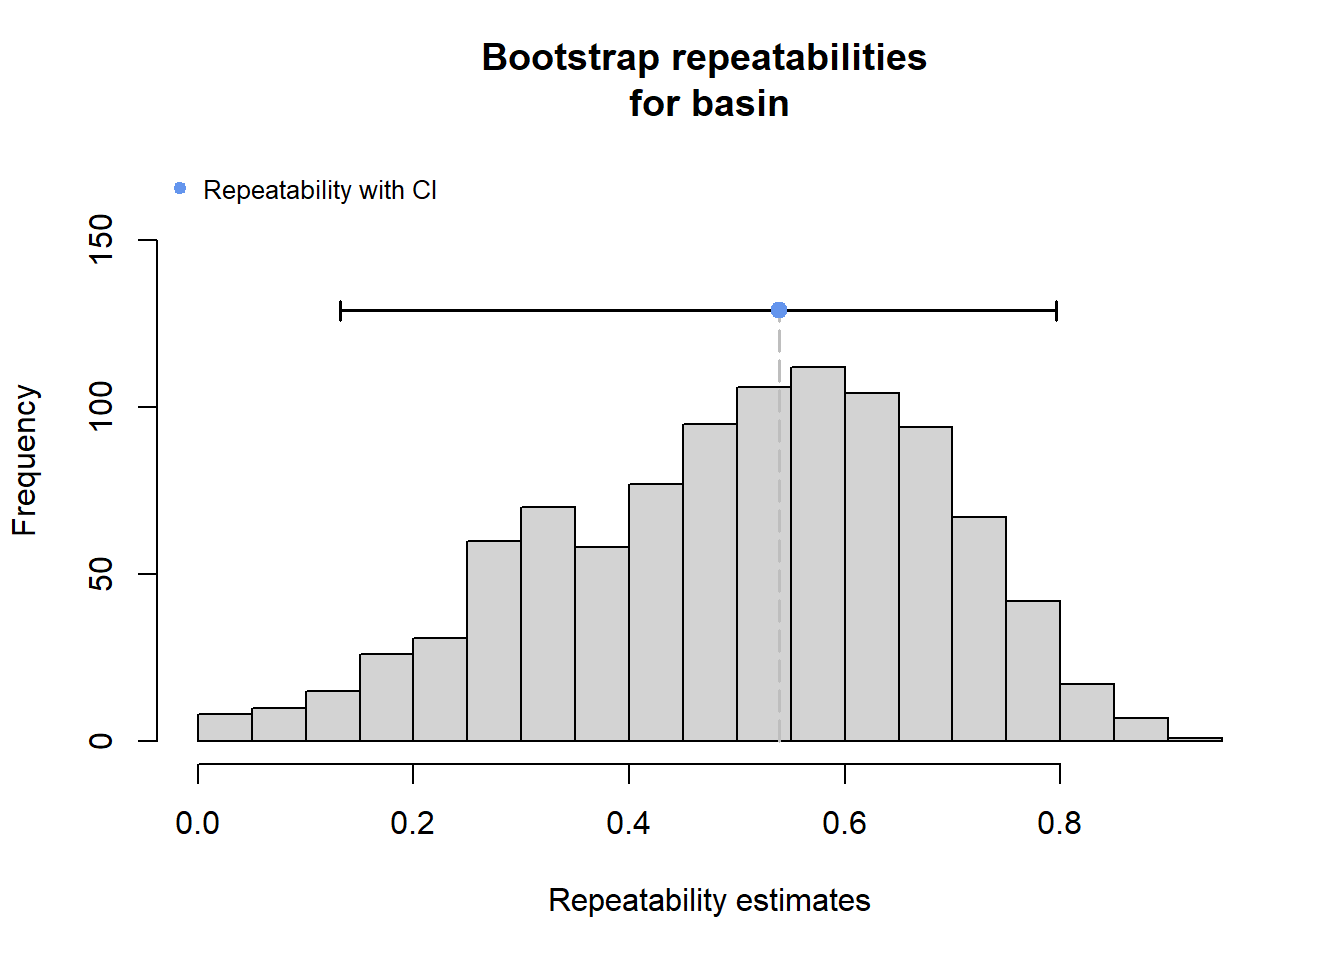 Bootstrap repeatabilities
for basin
Repeatability with CI
150
100
50
0
Frequency
0.0 0.2 0.4 0.6 0.8
Repeatability estimates